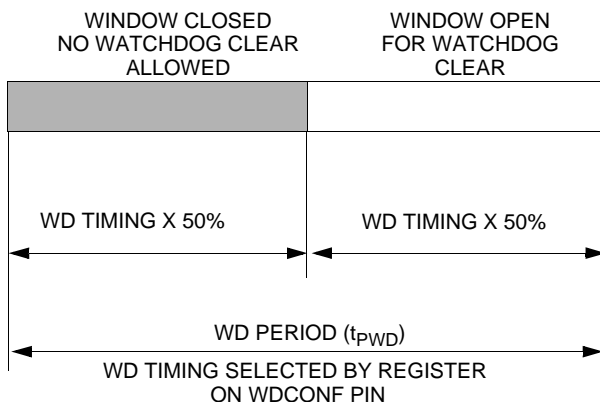 WINDOW CLOSED
NO WATCHDOG CLEAR
ALLOWED
WINDOW OPEN
FOR WATCHDOG
CLEAR
WD TIMING X 50%
WD TIMING X 50%
WD PERIOD (tPWD)
WD TIMING SELECTED BY REGISTER
ON WDCONF PIN